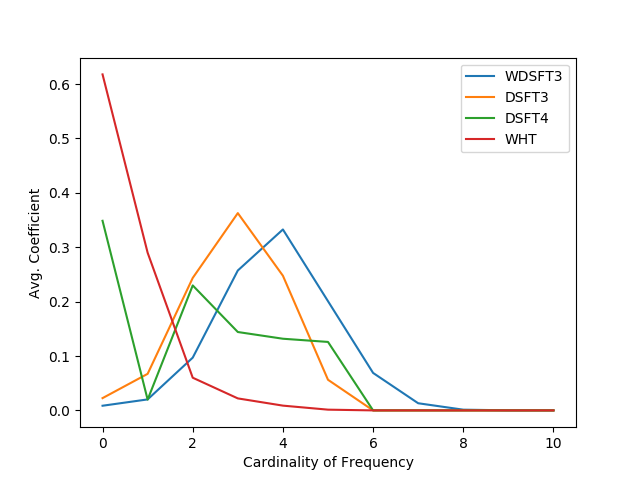 WDSFT3
DSFT3
DSFT4
WHT
0.6
0.5
0.4
0.3
0.2
0.1
0.0
Avg. Coefficient
0 2 4 6 8 10
Cardinality of Frequency